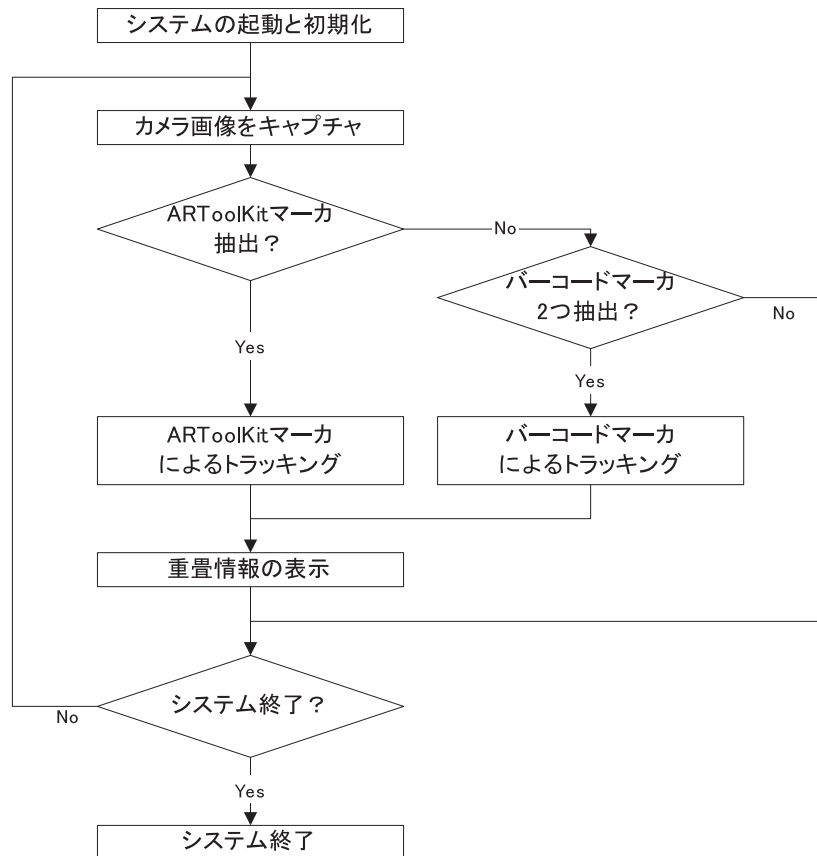 システムの起動と初期化
カメラ画像をキャプチャ
ARToolKitマーカ
抽出？
No
バーコードマーカ
2つ抽出？
No
Yes
Yes
ARToolKitマーカ
によるトラッキング
バーコードマーカ
によるトラッキング
重畳情報の表示
システム終了？
No
Yes
システム終了